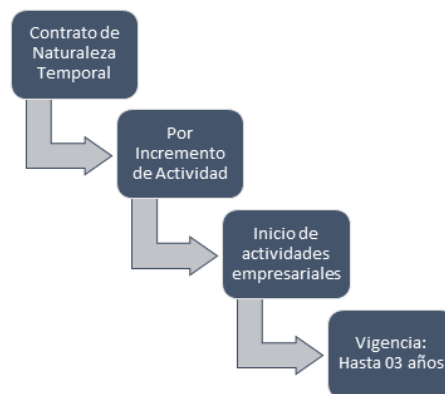 Contrato de
Naturaleza
Temporal
Por
Incremento
de Actividad
Inicio de
actividades
empresariales
Vigencia:
Hasta 03 años